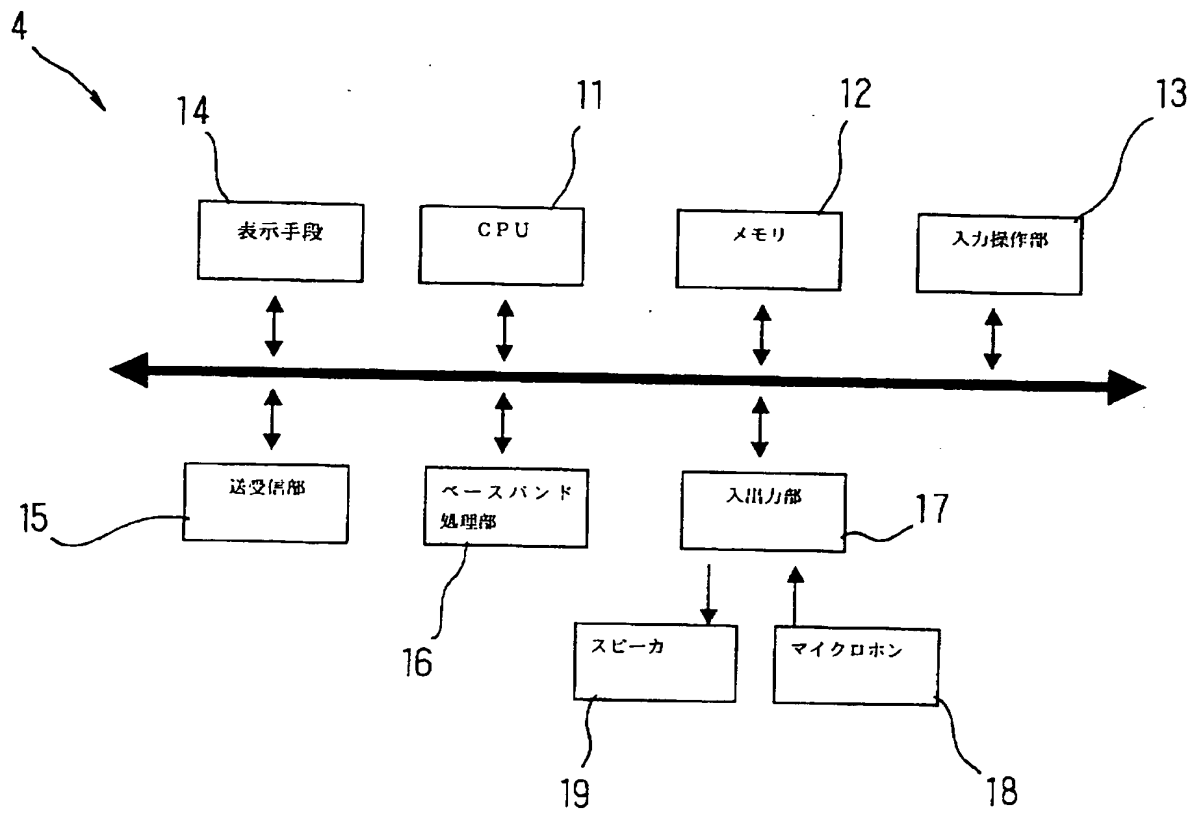 4
14
11
12
13
表示手段
CPU
メモリ
入力操作部
送受信部
ベースバンド
処理部
入出力部
15
16
17
スピーカ
マイクロホン
19
18